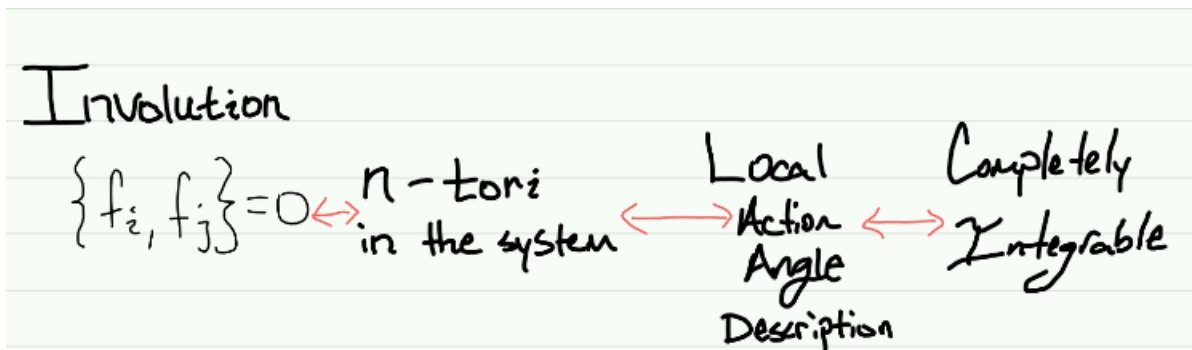 Involution
{f_i, f_j}=0 ↔ n-tori in the system ↔ Local Action Angle Description ↔ Completely Integrable